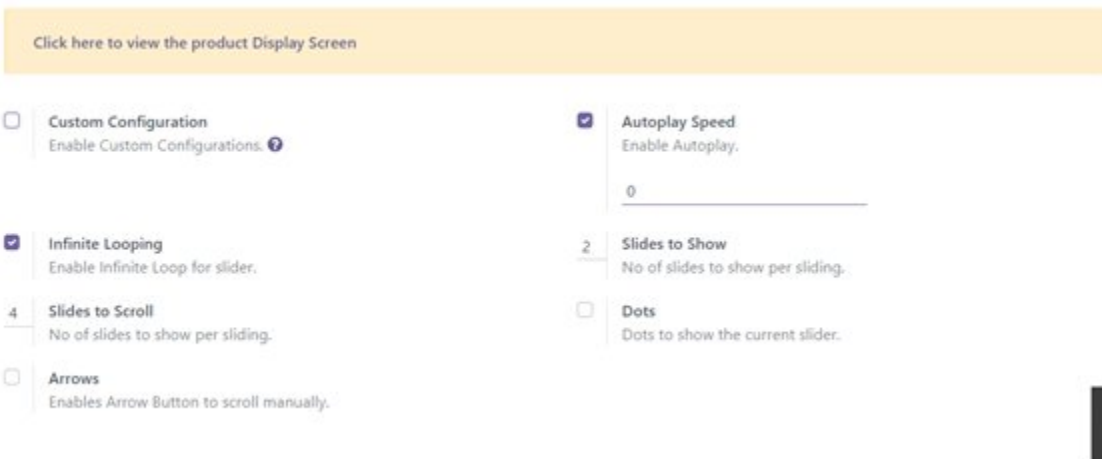 Click here to view the product Display Screen
Custom Configuration
Enable Custom Configurations. ?
Autoplay Speed
Enable Autoplay.
0
Infinite Looping
Enable Infinite Loop for slider.
2
Slides to Show
No of slides to show per sliding.
4
Slides to Scroll
No of slides to show per sliding.
Dots
Dots to show the current slider.
Arrows
Enables Arrow Button to scroll manually.